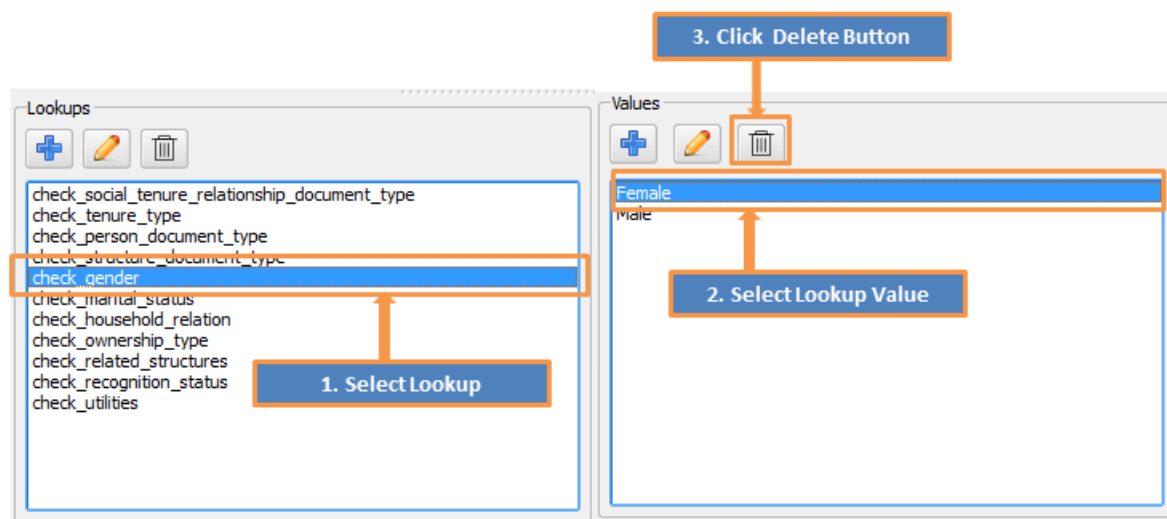 3. Click Delete Button
Lookups
check_social_tenure_relationship_document_type
check_tenure_type
check_person_document_type
check_structure_document_type
check_gender
check_marital_status
check_household_relation
check_ownership_type
check_related_structures
check_recognition_status
check_utilities
1. Select Lookup
Values
Female
Male
2. Select Lookup Value